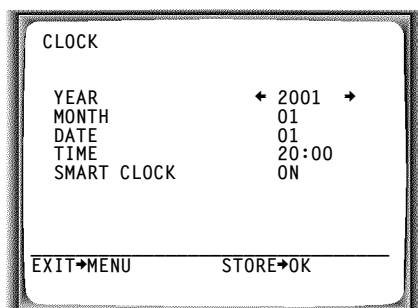 CLOCK
YEAR ← 2001 →
MONTH 01
DATE 01
TIME 20:00
SMART CLOCK ON
EXIT→MENU STORE→OK